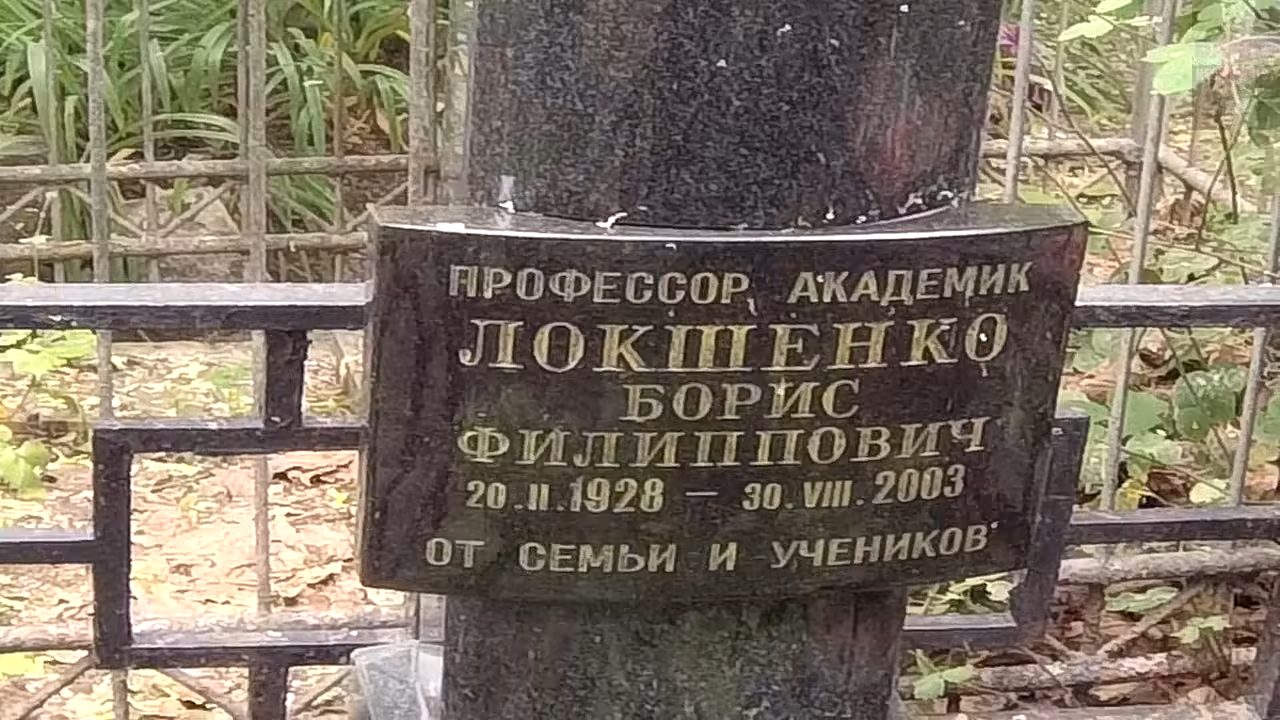 ПРОФЕССОР, АКАДЕМИК
ЛОКШЕНКО
БОРИС
ФИЛИППОВИЧ
20.II.1928 — 30.VIII.2003
ОТ СЕМЬИ И УЧЕНИКОВ